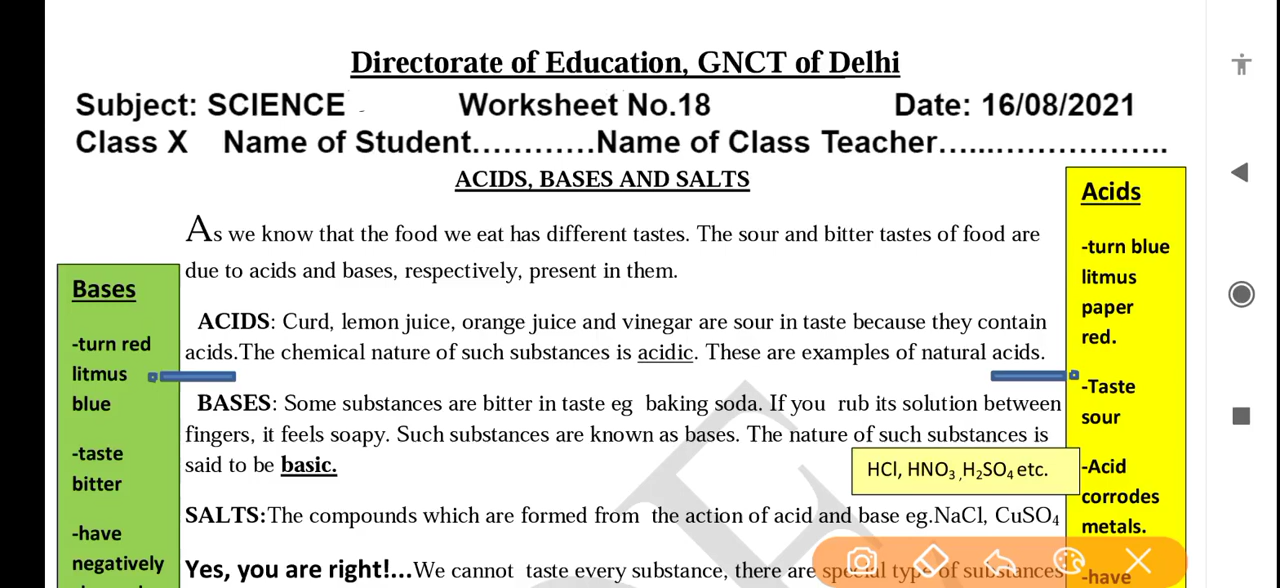 Directorate of Education, GNCT of Delhi
Subject: SCIENCE Worksheet No.18 Date: 16/08/2021
Class X Name of Student............Name of Class Teacher........................
ACIDS, BASES AND SALTS
As we know that the food we eat has different tastes. The sour and bitter tastes of food are
due to acids and bases, respectively, present in them.
ACIDS: Curd, lemon juice, orange juice and vinegar are sour in taste because they contain
acids.The chemical nature of such substances is acidic. These are examples of natural acids.
BASES: Some substances are bitter in taste eg baking soda. If you rub its solution between
fingers, it feels soapy. Such substances are known as bases. The nature of such substances is
said to be basic.
HCl, HNO₃ ,H₂SO₄ etc.
SALTS:The compounds which are formed from the action of acid and base eg.NaCl, CuSO₄
Yes, you are right!...We cannot taste every substance, there are special type of substances
Bases
-turn red
litmus
blue
-taste
bitter
-have
negatively
Acids
-turn blue
litmus
paper
red.
-Taste
sour
-Acid
corrodes
metals.
-have